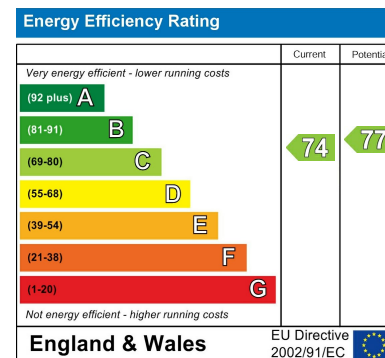 Energy Efficiency Rating
Current Potentia
Very energy efficient - lower running costs
(92 plus) A
(81-91) B
(69-80) C
(55-68) D
(39-54) E
(21-38) F
(1-20) G
74 77
Not energy efficient - higher running costs
England & Wales
EU Directive
2002/91/EC